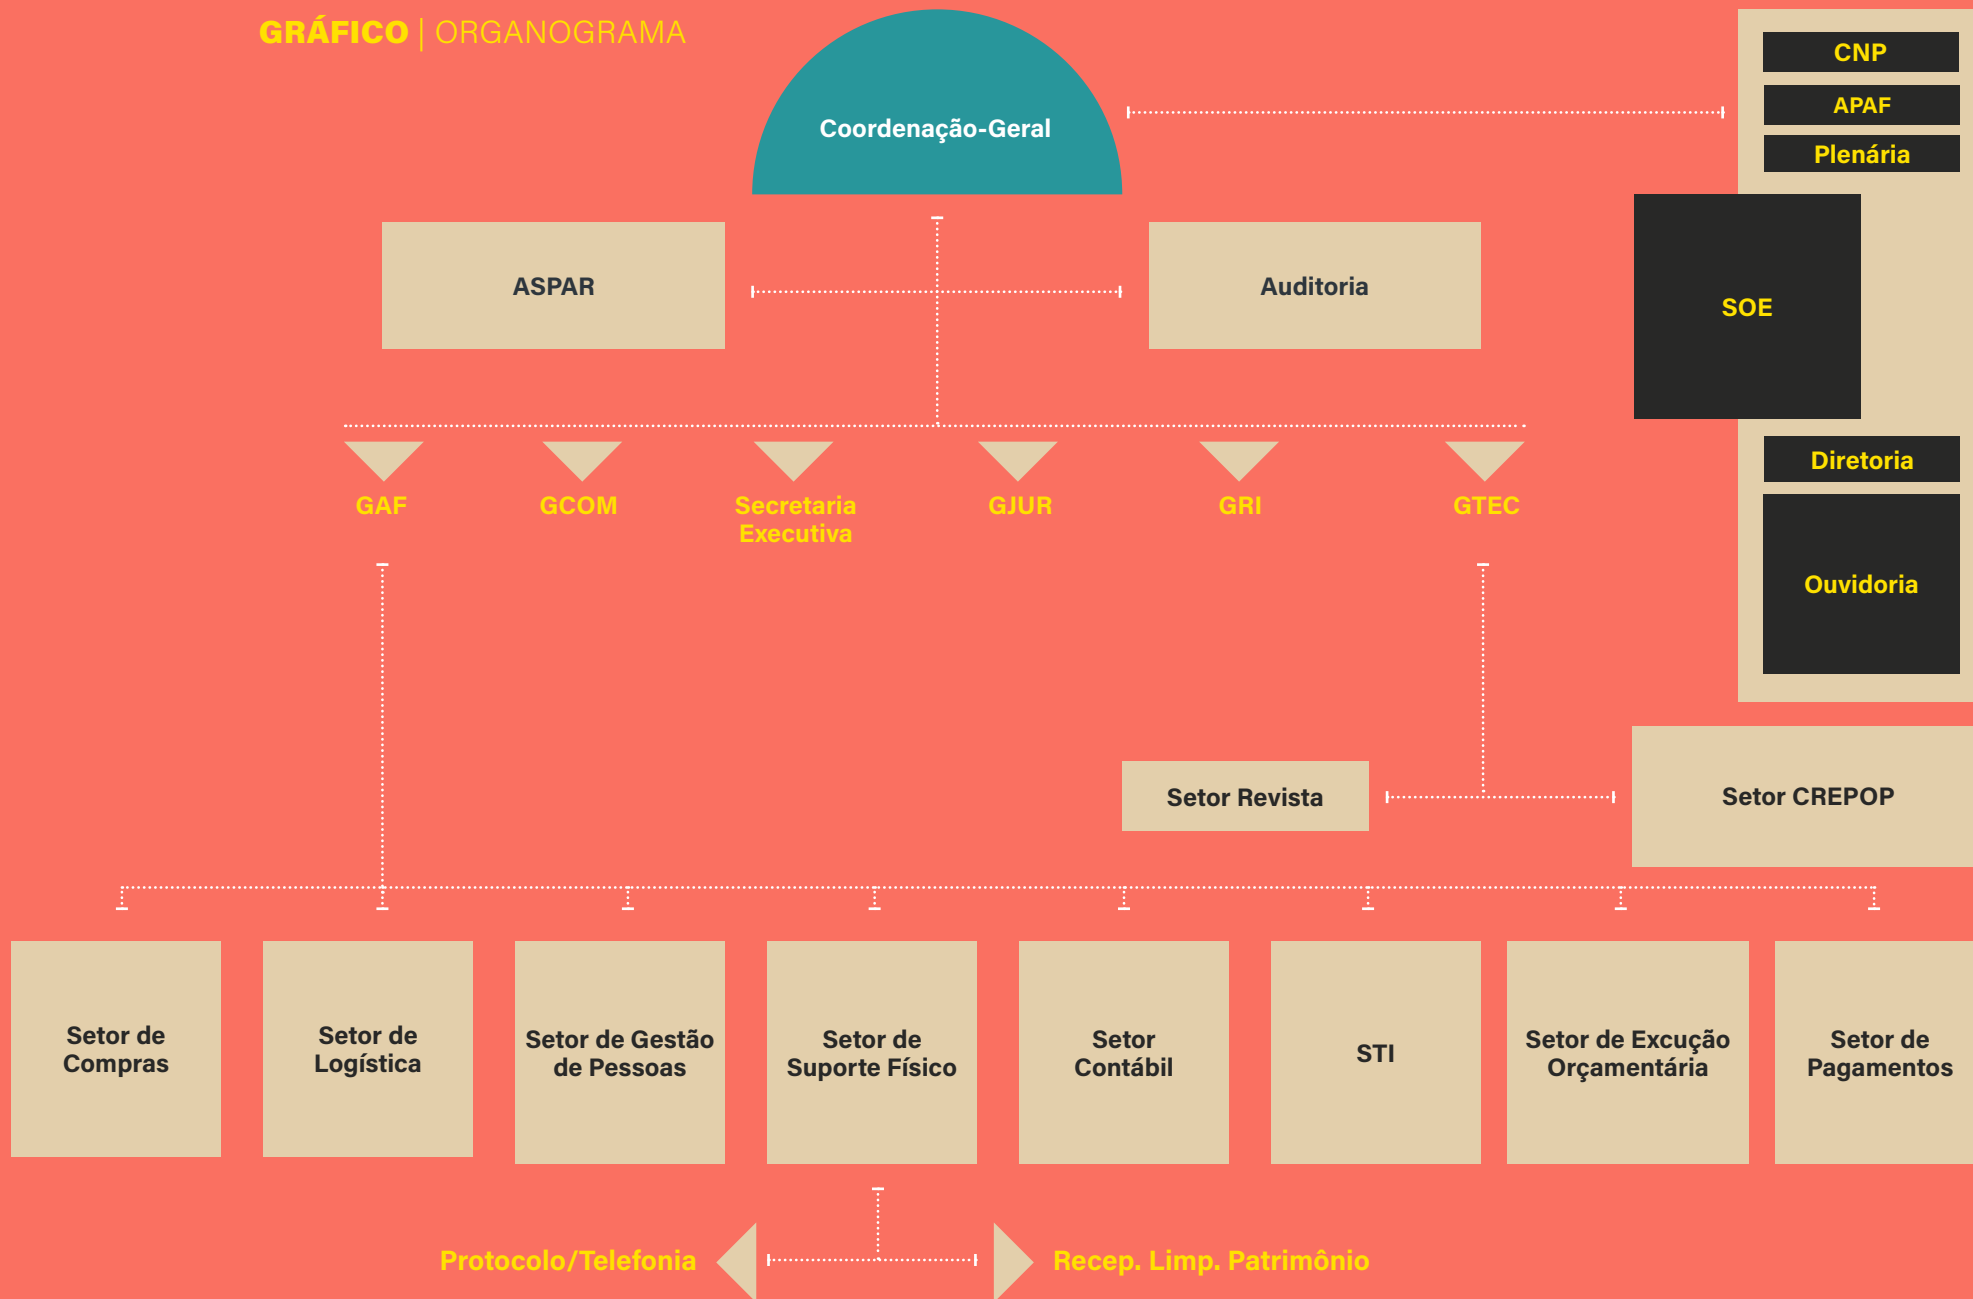 GRÁFICO | ORGANOGRAMA
Coordenação-Geral
CNP
APAF
Plenária
SOE
Diretoria
Ouvidoria
ASPAR
Auditoria
GAF
GCOM
Secretaria
Executiva
GJUR
GRI
GTEC
Setor Revista
Setor CREPOP
Setor de
Compras
Setor de
Logística
Setor de Gestão
de Pessoas
Setor de
Suporte Físico
Setor
Contábil
STI
Setor de Excução
Orçamentária
Setor de
Pagamentos
Protocolo/Telefonia
Recep. Limp. Patrimônio